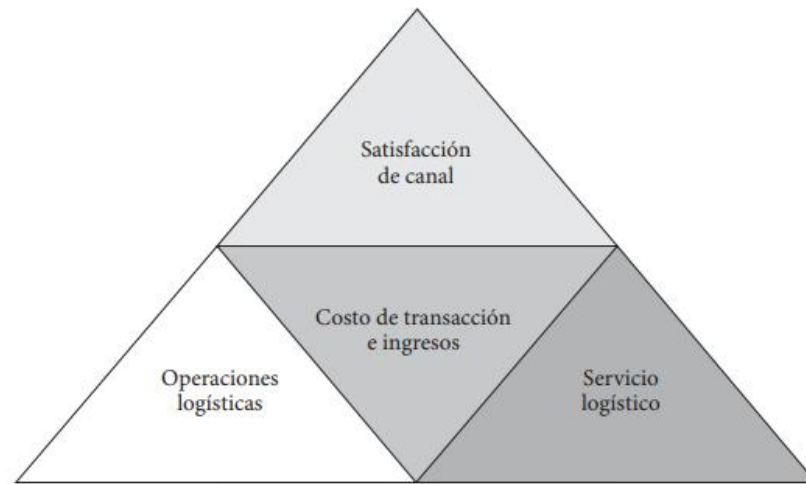 Satisfacción
de canal
Costo de transacción
e ingresos
Operaciones
logísticas
Servicio
logístico